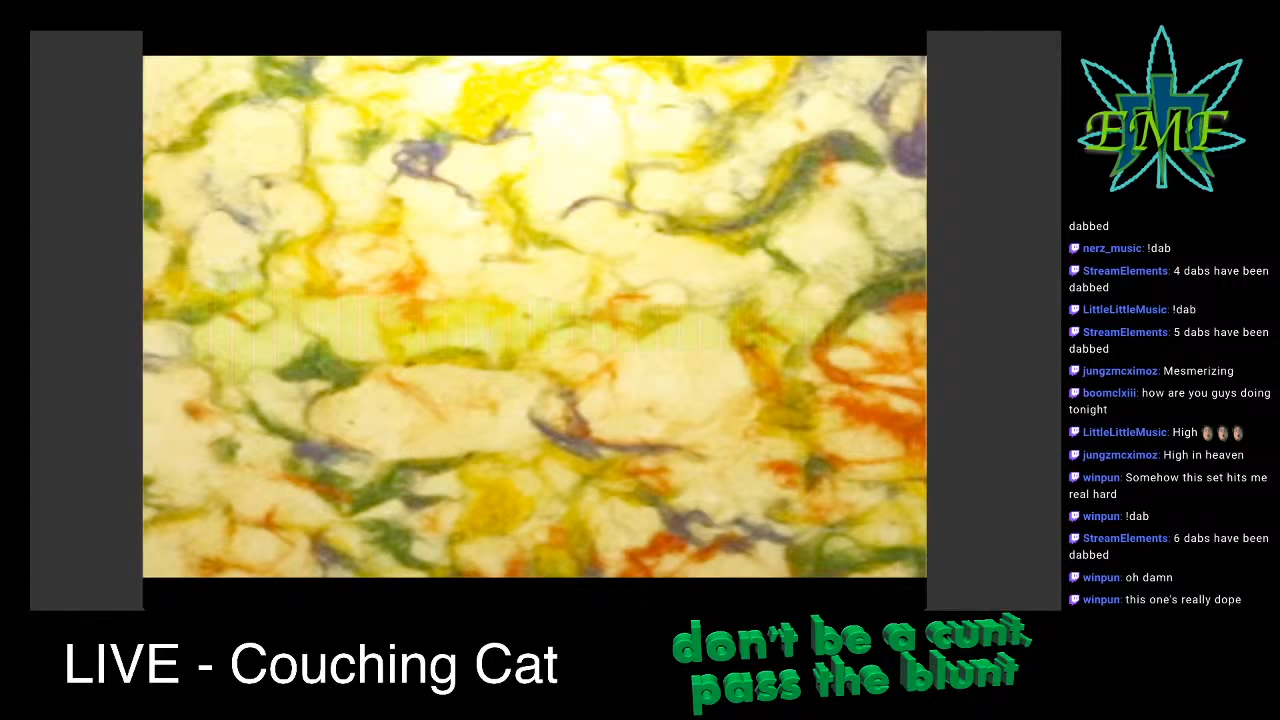 EMF
dabbed
nerz_music: !dab
StreamElements: 4 dabs have been
dabbed
LittleLittleMusic: !dab
StreamElements: 5 dabs have been
dabbed
jungzmcximoz: Mesmerizing
boomclxiii: how are you guys doing
tonight
LittleLittleMusic: High
jungzmcximoz: High in heaven
winpun: Somehow this set hits me
real hard
winpun: !dab
StreamElements: 6 dabs have been
dabbed
winpun: oh damn
winpun: this one's really dope
LIVE - Couching Cat
don't be a cunt,
pass the blunt